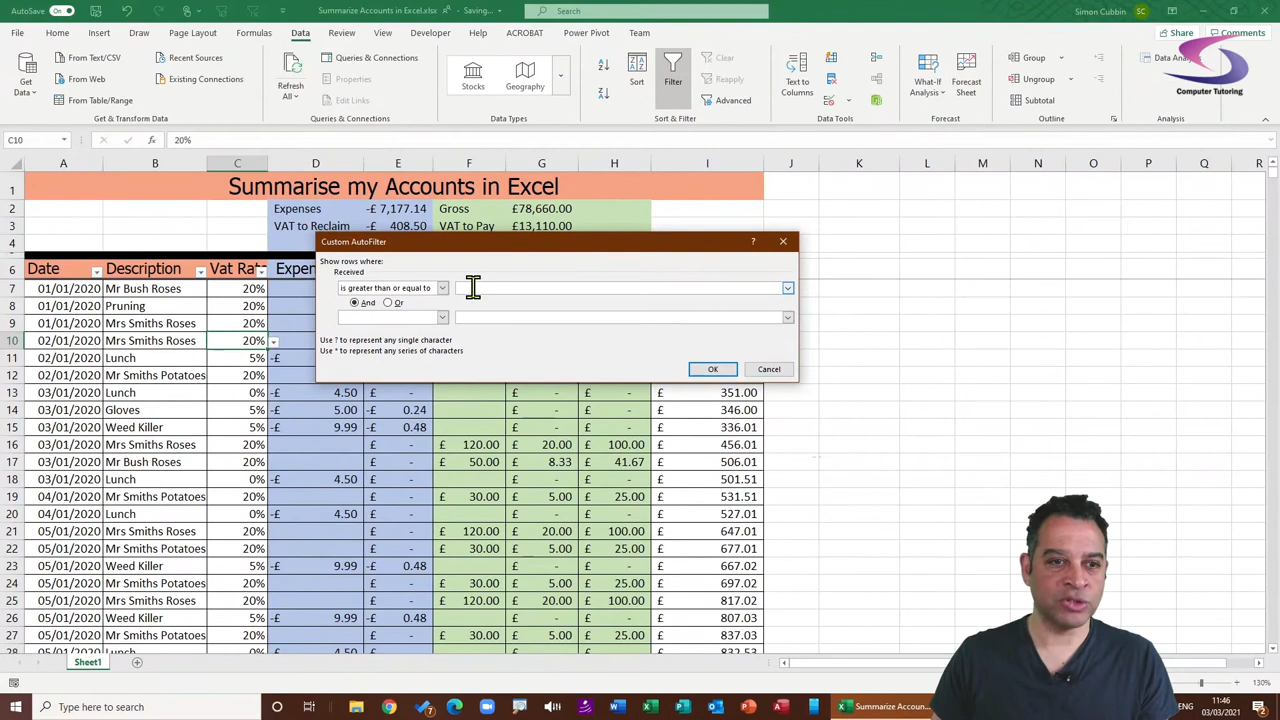 AutoSave On Summarise my Accounts in Excel.xlsx - Saving... Search Simon Cubbin SC
File Home Insert Draw Page Layout Formulas Data Review View Developer Help ACROBAT Power Pivot Team Share Comments
Get Data From Text/CSV From Web From Table/Range Recent Sources Existing Connections
Refresh All Queries & Connections Properties Edit Links
Stocks Geography
Sort Filter Clear Reapply Advanced
Text to Columns
What-If Analysis Forecast Sheet
Group Ungroup Subtotal
Data Analysis
Computer Tutoring
Get & Transform Data Queries & Connections Data Types Sort & Filter Data Tools Forecast Outline Analysis
C10 fx 20%
A B C D E F G H I J K L M N O P Q R
1 Summarise my Accounts in Excel
2 Expenses -£ 7,177.14 Gross £78,660.00
3 VAT to Reclaim -£ 408.50 VAT to Pay £13,110.00
4
Custom AutoFilter ? ×
Show rows where:
Received
is greater than or equal to
And Or
Use ? to represent any single character
Use * to represent any series of characters
OK Cancel
6 Date Description Vat Rat Expen
7 01/01/2020 Mr Bush Roses 20%
8 01/01/2020 Pruning 20%
9 01/01/2020 Mrs Smiths Roses 20%
10 02/01/2020 Mrs Smiths Roses 20%
11 02/01/2020 Lunch 5% -£
12 02/01/2020 Mr Smiths Potatoes 20%
13 03/01/2020 Lunch 0% -£ 4.50 £ - £ - £ - £ 351.00
14 03/01/2020 Gloves 5% -£ 5.00 -£ 0.24 £ - £ - £ 346.00
15 03/01/2020 Weed Killer 5% -£ 9.99 -£ 0.48 £ - £ - £ 336.01
16 03/01/2020 Mrs Smiths Roses 20% £ - £ 120.00 £ 20.00 £ 100.00 £ 456.01
17 03/01/2020 Mr Bush Roses 20% £ - £ 50.00 £ 8.33 £ 41.67 £ 506.01
18 03/01/2020 Lunch 0% -£ 4.50 £ - £ - £ - £ 501.51
19 04/01/2020 Mr Smiths Potatoes 20% £ - £ 30.00 £ 5.00 £ 25.00 £ 531.51
20 04/01/2020 Lunch 0% -£ 4.50 £ - £ - £ - £ 527.01
21 05/01/2020 Mrs Smiths Roses 20% £ - £ 120.00 £ 20.00 £ 100.00 £ 647.01
22 05/01/2020 Mr Smiths Potatoes 20% £ - £ 30.00 £ 5.00 £ 25.00 £ 677.01
23 05/01/2020 Weed Killer 5% -£ 9.99 -£ 0.48 £ - £ - £ 667.02
24 05/01/2020 Mr Smiths Potatoes 20% £ - £ 30.00 £ 5.00 £ 25.00 £ 697.02
25 05/01/2020 Mrs Smiths Roses 20% £ - £ 120.00 £ 20.00 £ 100.00 £ 817.02
26 05/01/2020 Weed Killer 5% -£ 9.99 -£ 0.48 £ - £ - £ 807.03
27 05/01/2020 Mr Smiths Potatoes 20% £ - £ 30.00 £ 5.00 £ 25.00 £ 837.03
28 05/01/2020 Lunch 0% -£ 4.50 £ - £ - £ - £ 832.53
Sheet1
130%
Type here to search Summarize Accoun... ENG 11:46
03/03/2021